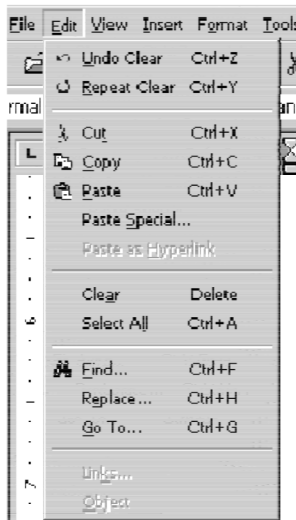 File Edit View Insert Format Tools
Undo Clear Ctrl+Z
Repeat Clear Ctrl+Y
Cut Ctrl+X
Copy Ctrl+C
Paste Ctrl+V
Paste Special...
Paste as Hyperlink
Clear Delete
Select All Ctrl+A
Find... Ctrl+F
Replace... Ctrl+H
Go To... Ctrl+G
Links...
Object